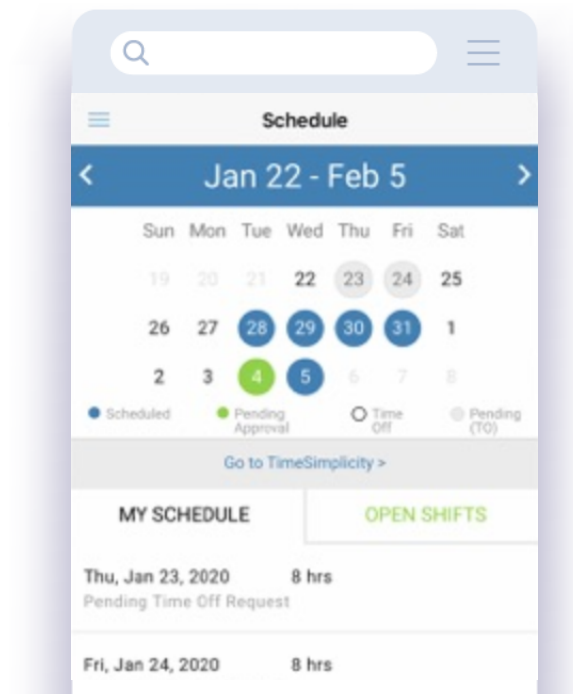 Schedule
Jan 22 - Feb 5
Sun Mon Tue Wed Thu Fri Sat
19 20 21 22 23 24 25
26 27 28 29 30 31 1
2 3 4 5 6 7 8
Scheduled Pending Approval Time Off Pending (TO)
Go to TimeSimplicity >
MY SCHEDULE OPEN SHIFTS
Thu, Jan 23, 2020 8 hrs
Pending Time Off Request
Fri, Jan 24, 2020 8 hrs